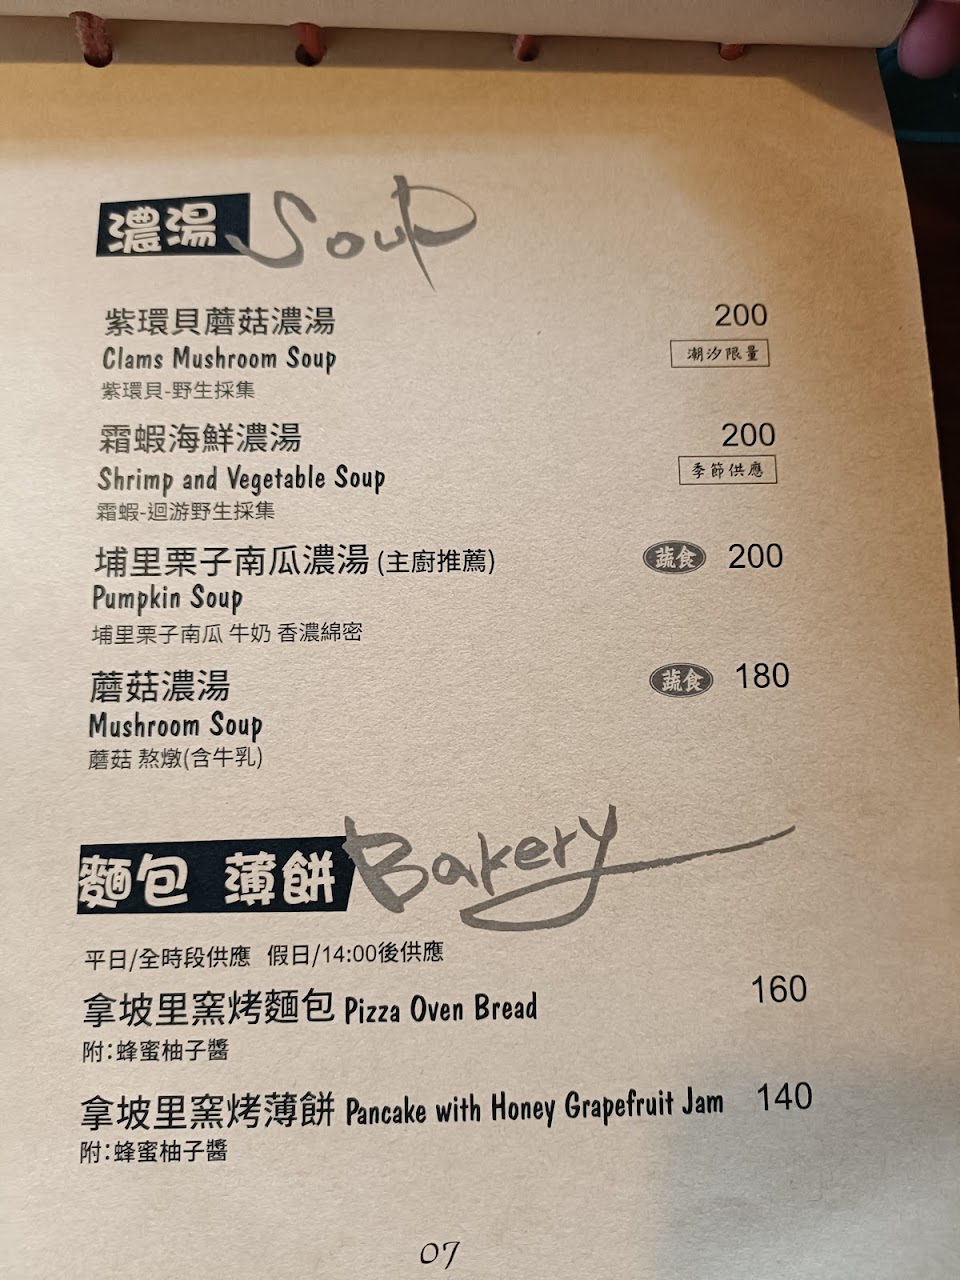 濃湯 Soup
紫環貝蘑菇濃湯 200
Clams Mushroom Soup 潮汐限量
紫環貝-野生採集
霜蝦海鮮濃湯 200
Shrimp and Vegetable Soup 季節供應
霜蝦-迴游野生採集
埔里栗子南瓜濃湯 (主廚推薦) 蔬食 200
Pumpkin Soup
埔里栗子南瓜 牛奶 香濃綿密
蘑菇濃湯 蔬食 180
Mushroom Soup
蘑菇 熬燉(含牛乳)
麵包 薄餅 Bakery
平日/全時段供應 假日/14:00後供應
拿坡里窯烤麵包 Pizza Oven Bread 160
附:蜂蜜柚子醬
拿坡里窯烤薄餅 Pancake with Honey Grapefruit Jam 140
附:蜂蜜柚子醬
07